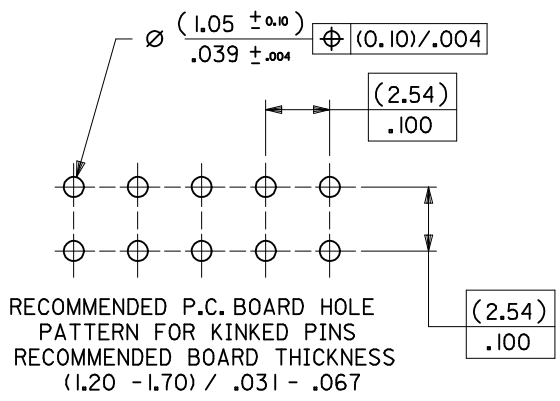 Ø (1.05 ±0.10) / .039 ±.004 ⌖ (0.10)/.004
(2.54)
.100
(2.54)
.100
RECOMMENDED P.C. BOARD HOLE
PATTERN FOR KINKED PINS
RECOMMENDED BOARD THICKNESS
(1.20 -1.70) / .031 - .067